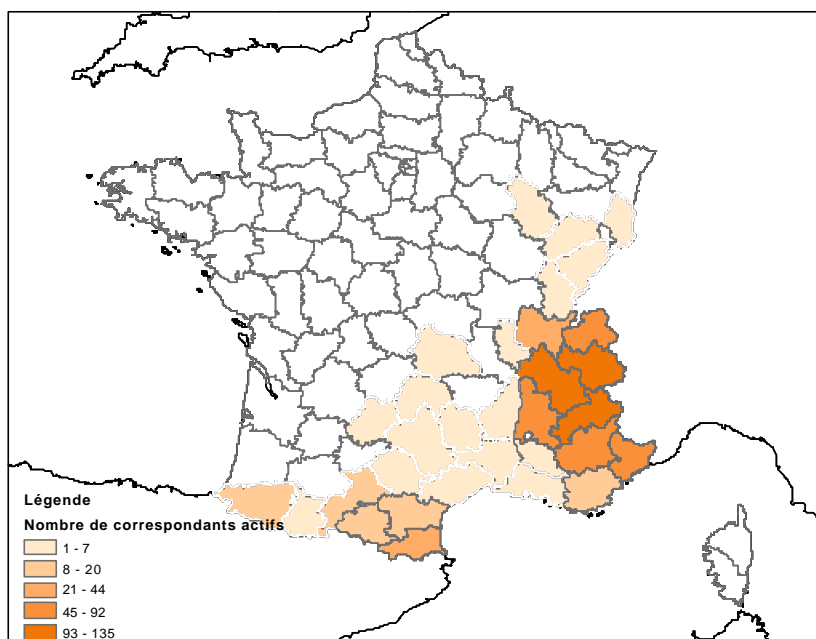 Légende
Nombre de correspondants actifs
1 - 7
8 - 20
21 - 44
45 - 92
93 - 135